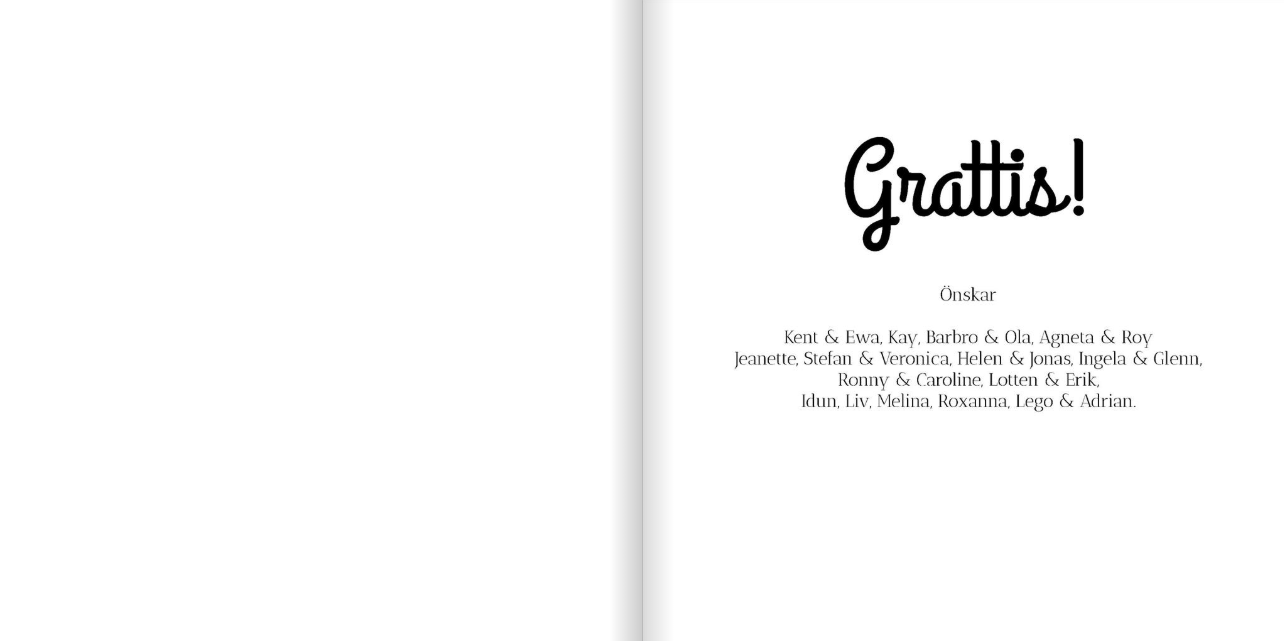 Grattis!
Önskar
Kent & Ewa, Kay, Barbro & Ola, Agneta & Roy
Jeanette, Stefan & Veronica, Helen & Jonas, Ingela & Glenn,
Ronny & Caroline, Lotten & Erik,
Idun, Liv, Melina, Roxanna, Lego & Adrian.